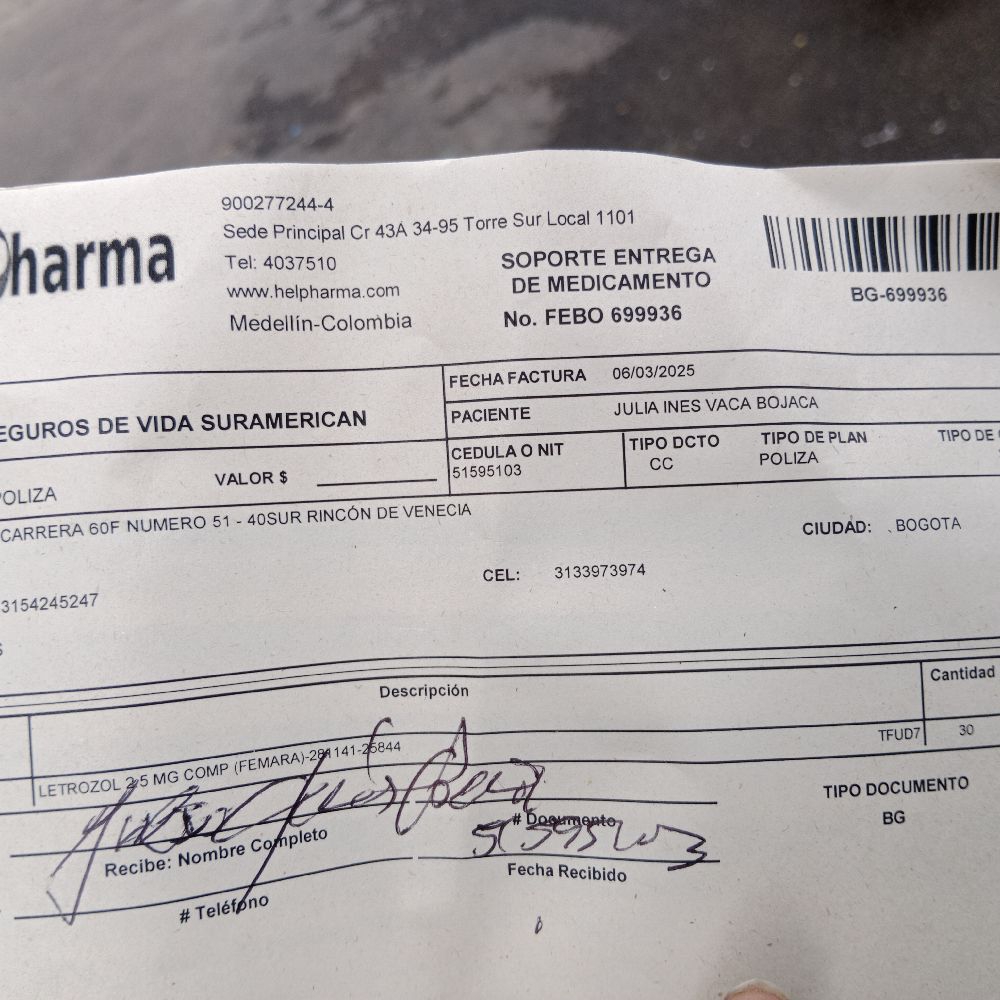 harma
900277244-4
Sede Principal Cr 43A 34-95 Torre Sur Local 1101
Tel: 4037510
www.helpharma.com
Medellín-Colombia
SOPORTE ENTREGA
DE MEDICAMENTO
No. FEBO 699936
BG-699936
EGUROS DE VIDA SURAMERICAN
FECHA FACTURA 06/03/2025
PACIENTE JULIA INES VACA BOJACA
VALOR $
CEDULA O NIT
51595103
TIPO DCTO
CC
TIPO DE PLAN
POLIZA
TIPO DE
POLIZA
CARRERA 60F NUMERO 51 - 40SUR RINCÓN DE VENECIA
CIUDAD: BOGOTA
CEL: 3133973974
3154245247
S
Descripción Cantidad
LETROZOL 2,5 MG COMP (FEMARA)-281141-25844 TFUD7 30
TIPO DOCUMENTO
BG
Recibe: Nombre Completo
# Documento
51595103
Fecha Recibido
# Teléfono